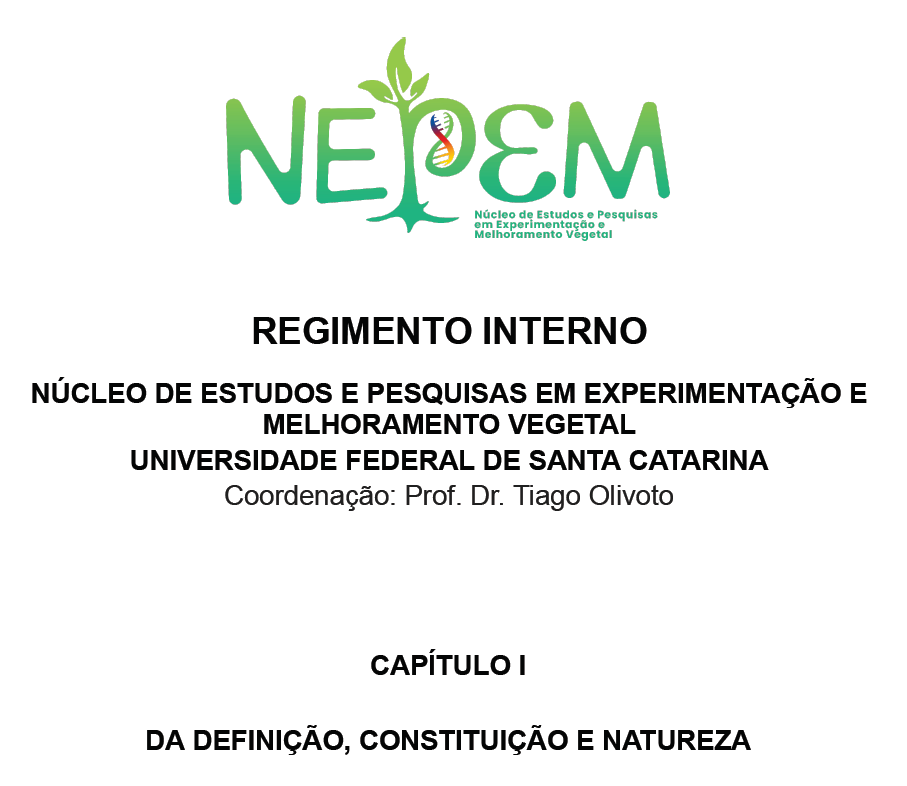 NEPEM
Núcleo de Estudos e Pesquisas
em Experimentação e
Melhoramento Vegetal
REGIMENTO INTERNO
NÚCLEO DE ESTUDOS E PESQUISAS EM EXPERIMENTAÇÃO E
MELHORAMENTO VEGETAL
UNIVERSIDADE FEDERAL DE SANTA CATARINA
Coordenação: Prof. Dr. Tiago Olivoto
CAPÍTULO I
DA DEFINIÇÃO, CONSTITUIÇÃO E NATUREZA